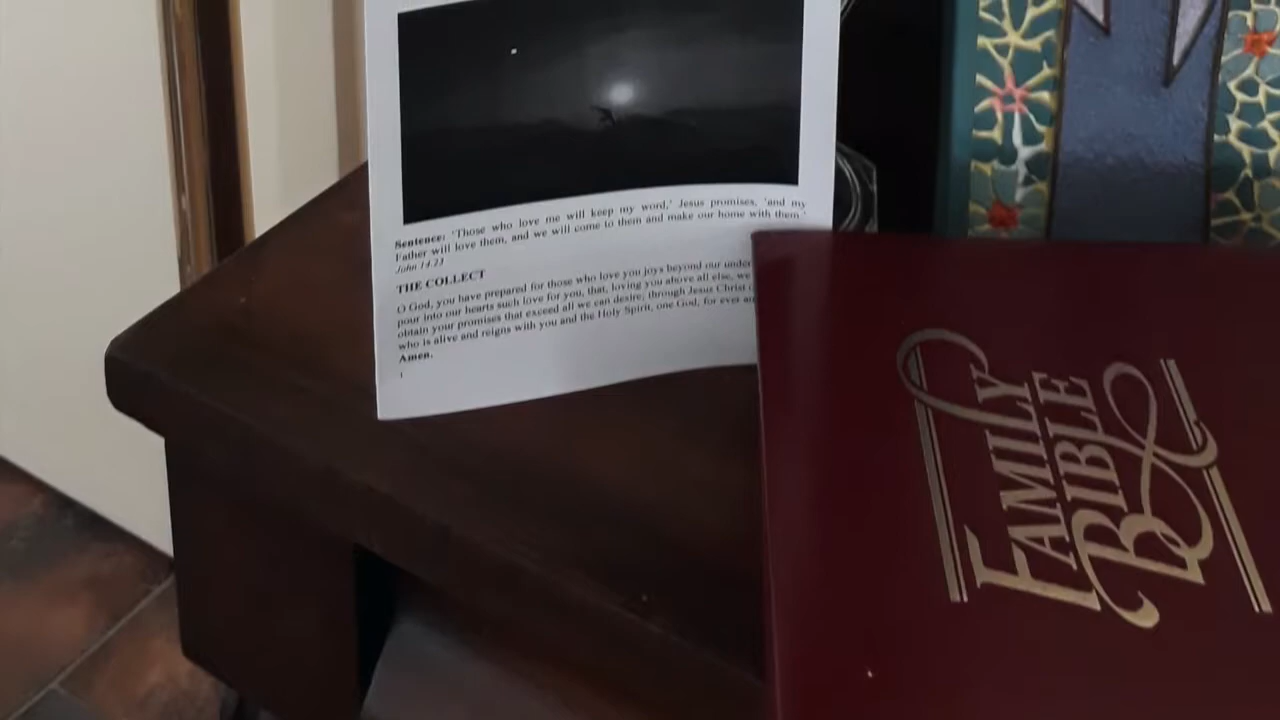 Sentence: 'Those who love me will keep my word,' Jesus promises, 'and my
Father will love them, and we will come to them and make our home with them.'
John 14:23
THE COLLECT
O God, you have prepared for those who love you joys beyond our under
pour into our hearts such love for you, that, loving you above all else, we
obtain your promises that exceed all we can desire; through Jesus Christ
who is alive and reigns with you and the Holy Spirit, one God, for ever
Amen.
1
FAMILY
BIBLE